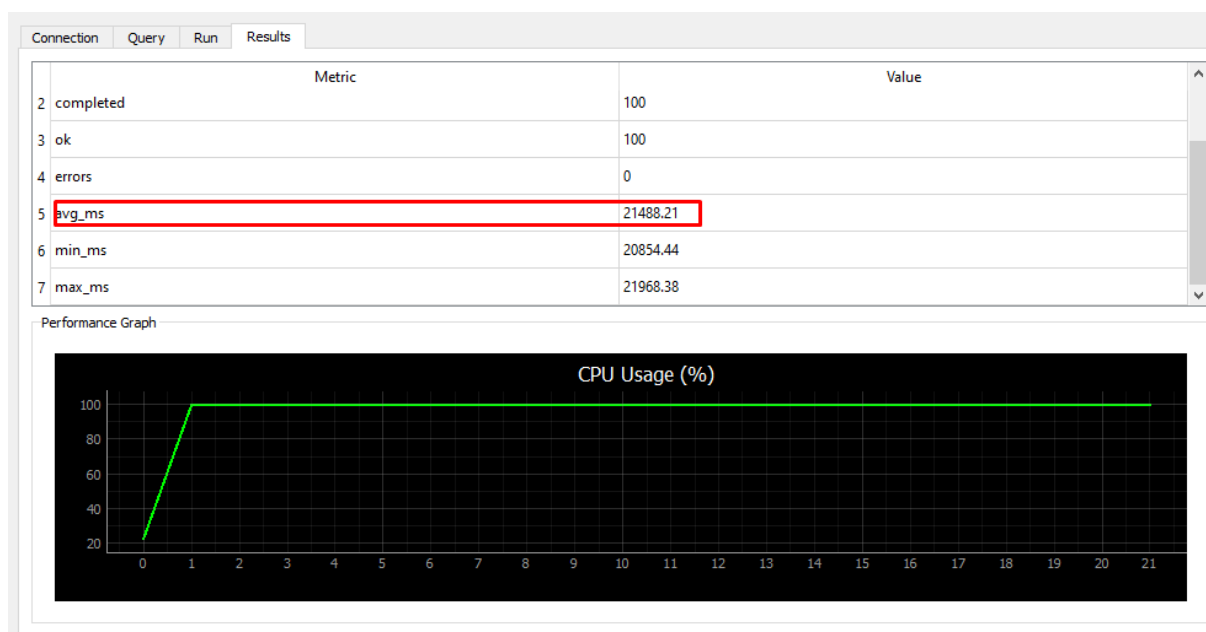 Connection Query Run Results
Metric Value
2 completed 100
3 ok 100
4 errors 0
5 avg_ms 21488.21
6 min_ms 20854.44
7 max_ms 21968.38
Performance Graph
CPU Usage (%)
100
80
60
40
20
0 1 2 3 4 5 6 7 8 9 10 11 12 13 14 15 16 17 18 19 20 21